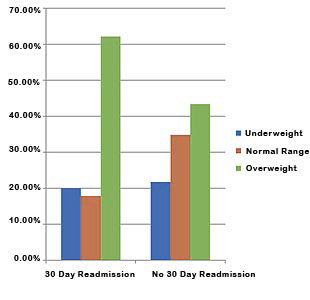 70.00%
60.00%
50.00%
40.00%
30.00%
20.00%
10.00%
0.00%
30 Day Readmission
No 30 Day Readmission
Underweight
Normal Range
Overweight